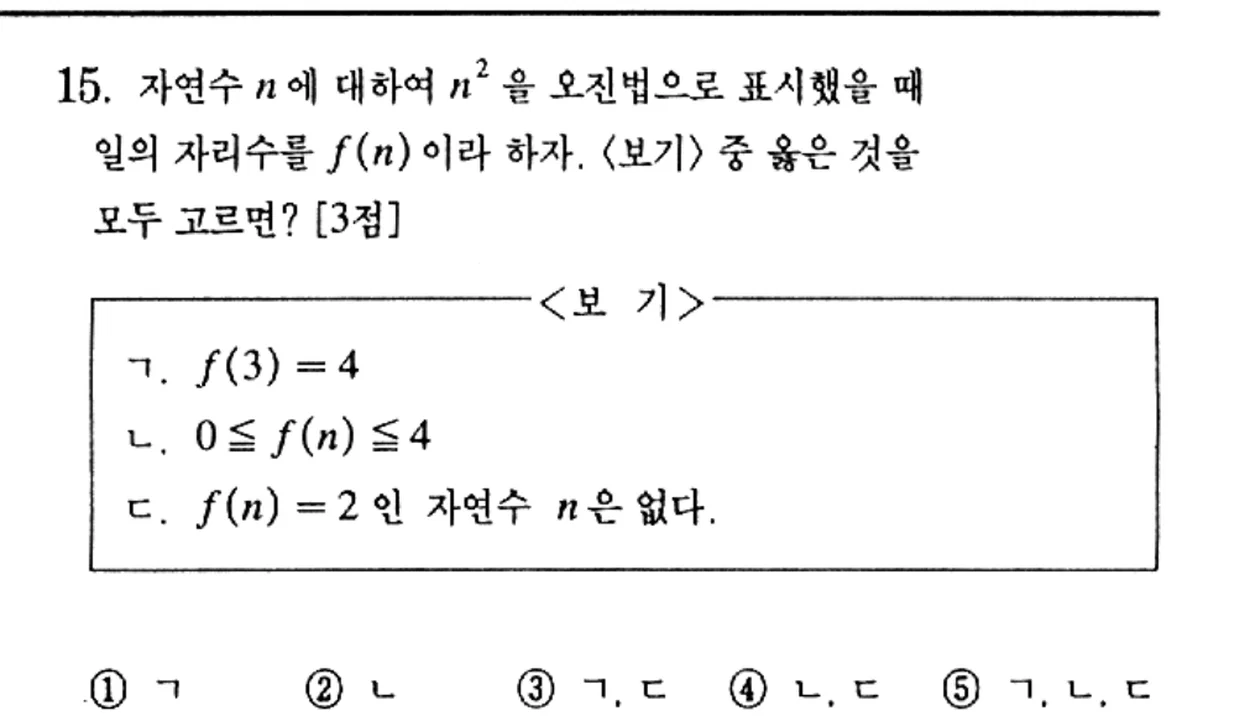 15. 자연수 n에 대하여 n²을 오진법으로 표시했을 때
일의 자리수를 f(n)이라 하자. <보기> 중 옳은 것을
모두 고르면? [3점]
<보 기>
ㄱ. f(3) = 4
ㄴ. 0 ≦ f(n) ≦ 4
ㄷ. f(n) = 2 인 자연수 n은 없다.
① ㄱ ② ㄴ ③ ㄱ, ㄷ ④ ㄴ, ㄷ ⑤ ㄱ, ㄴ, ㄷ